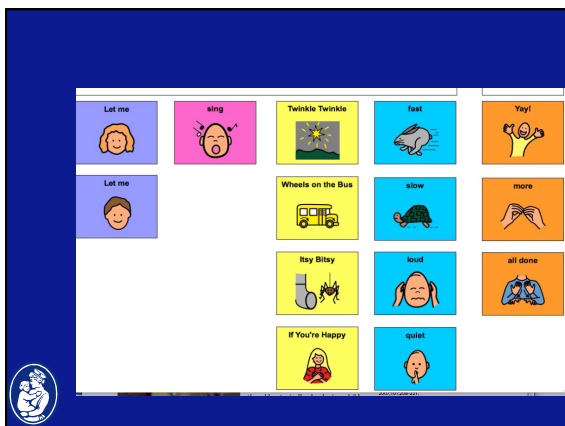 Let me
sing
Twinkle Twinkle
fast
Yay!
Let me
Wheels on the Bus
slow
more
Itsy Bitsy
loud
all done
If You're Happy
quiet